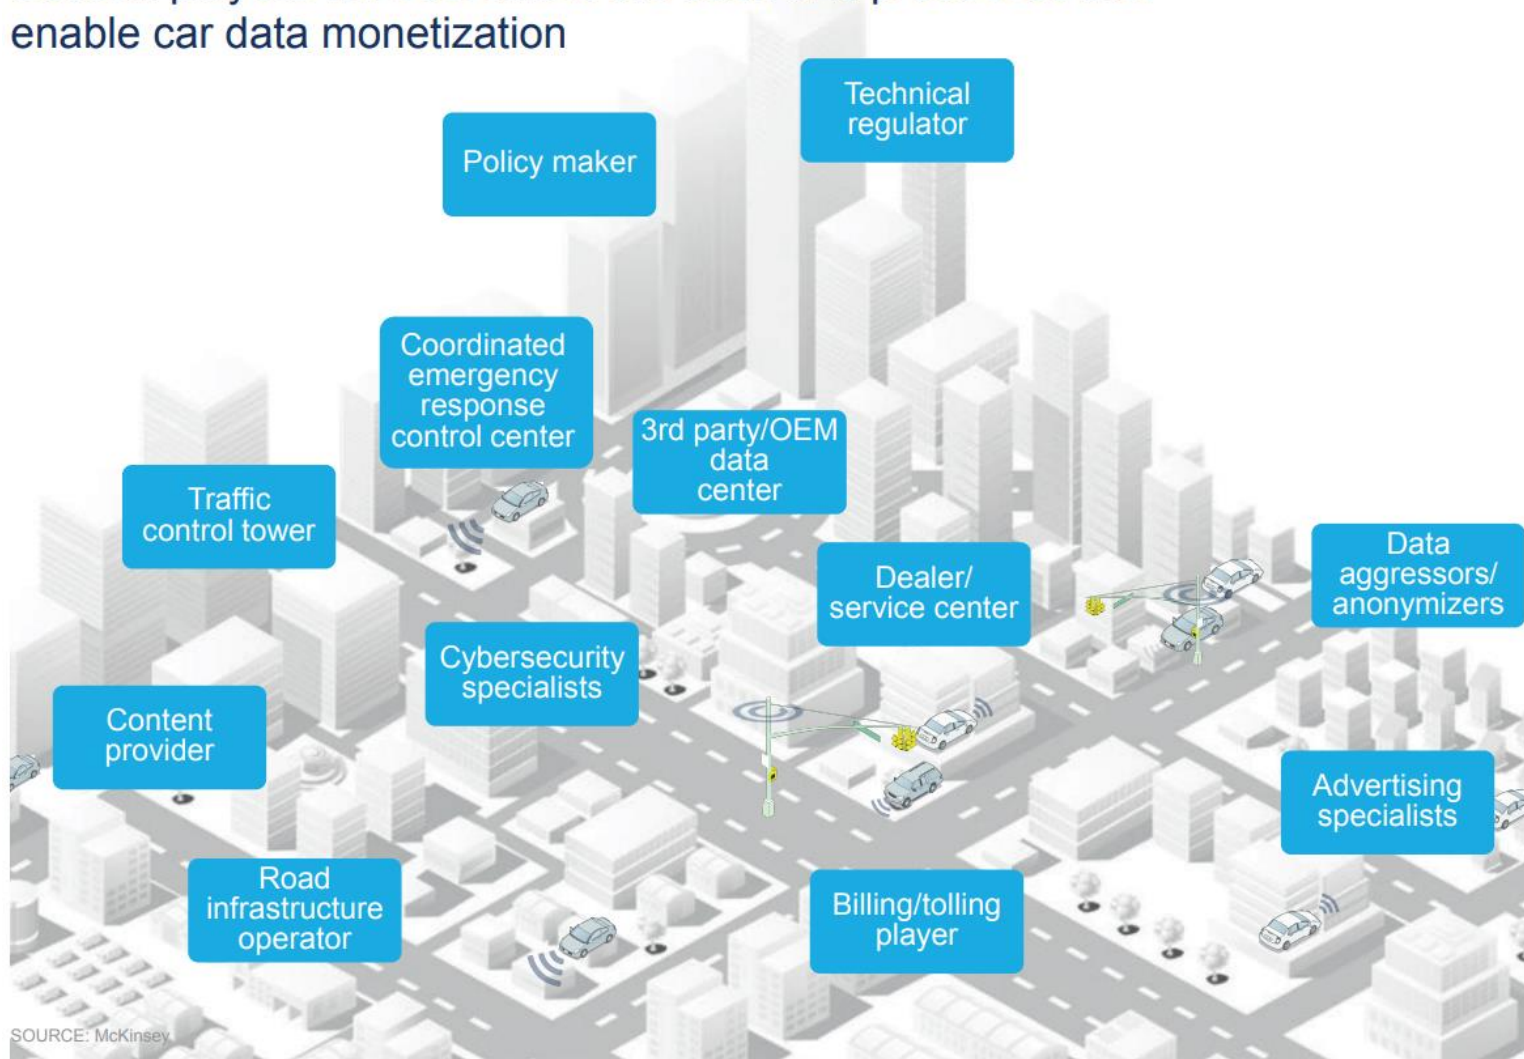 enable car data monetization
Technical
regulator
Policy maker
Coordinated
emergency
response
control center
3rd party/OEM
data
center
Traffic
control tower
Data
aggressors/
anonymizers
Dealer/
service center
Cybersecurity
specialists
Content
provider
Advertising
specialists
Road
infrastructure
operator
Billing/tolling
player
SOURCE: McKinsey